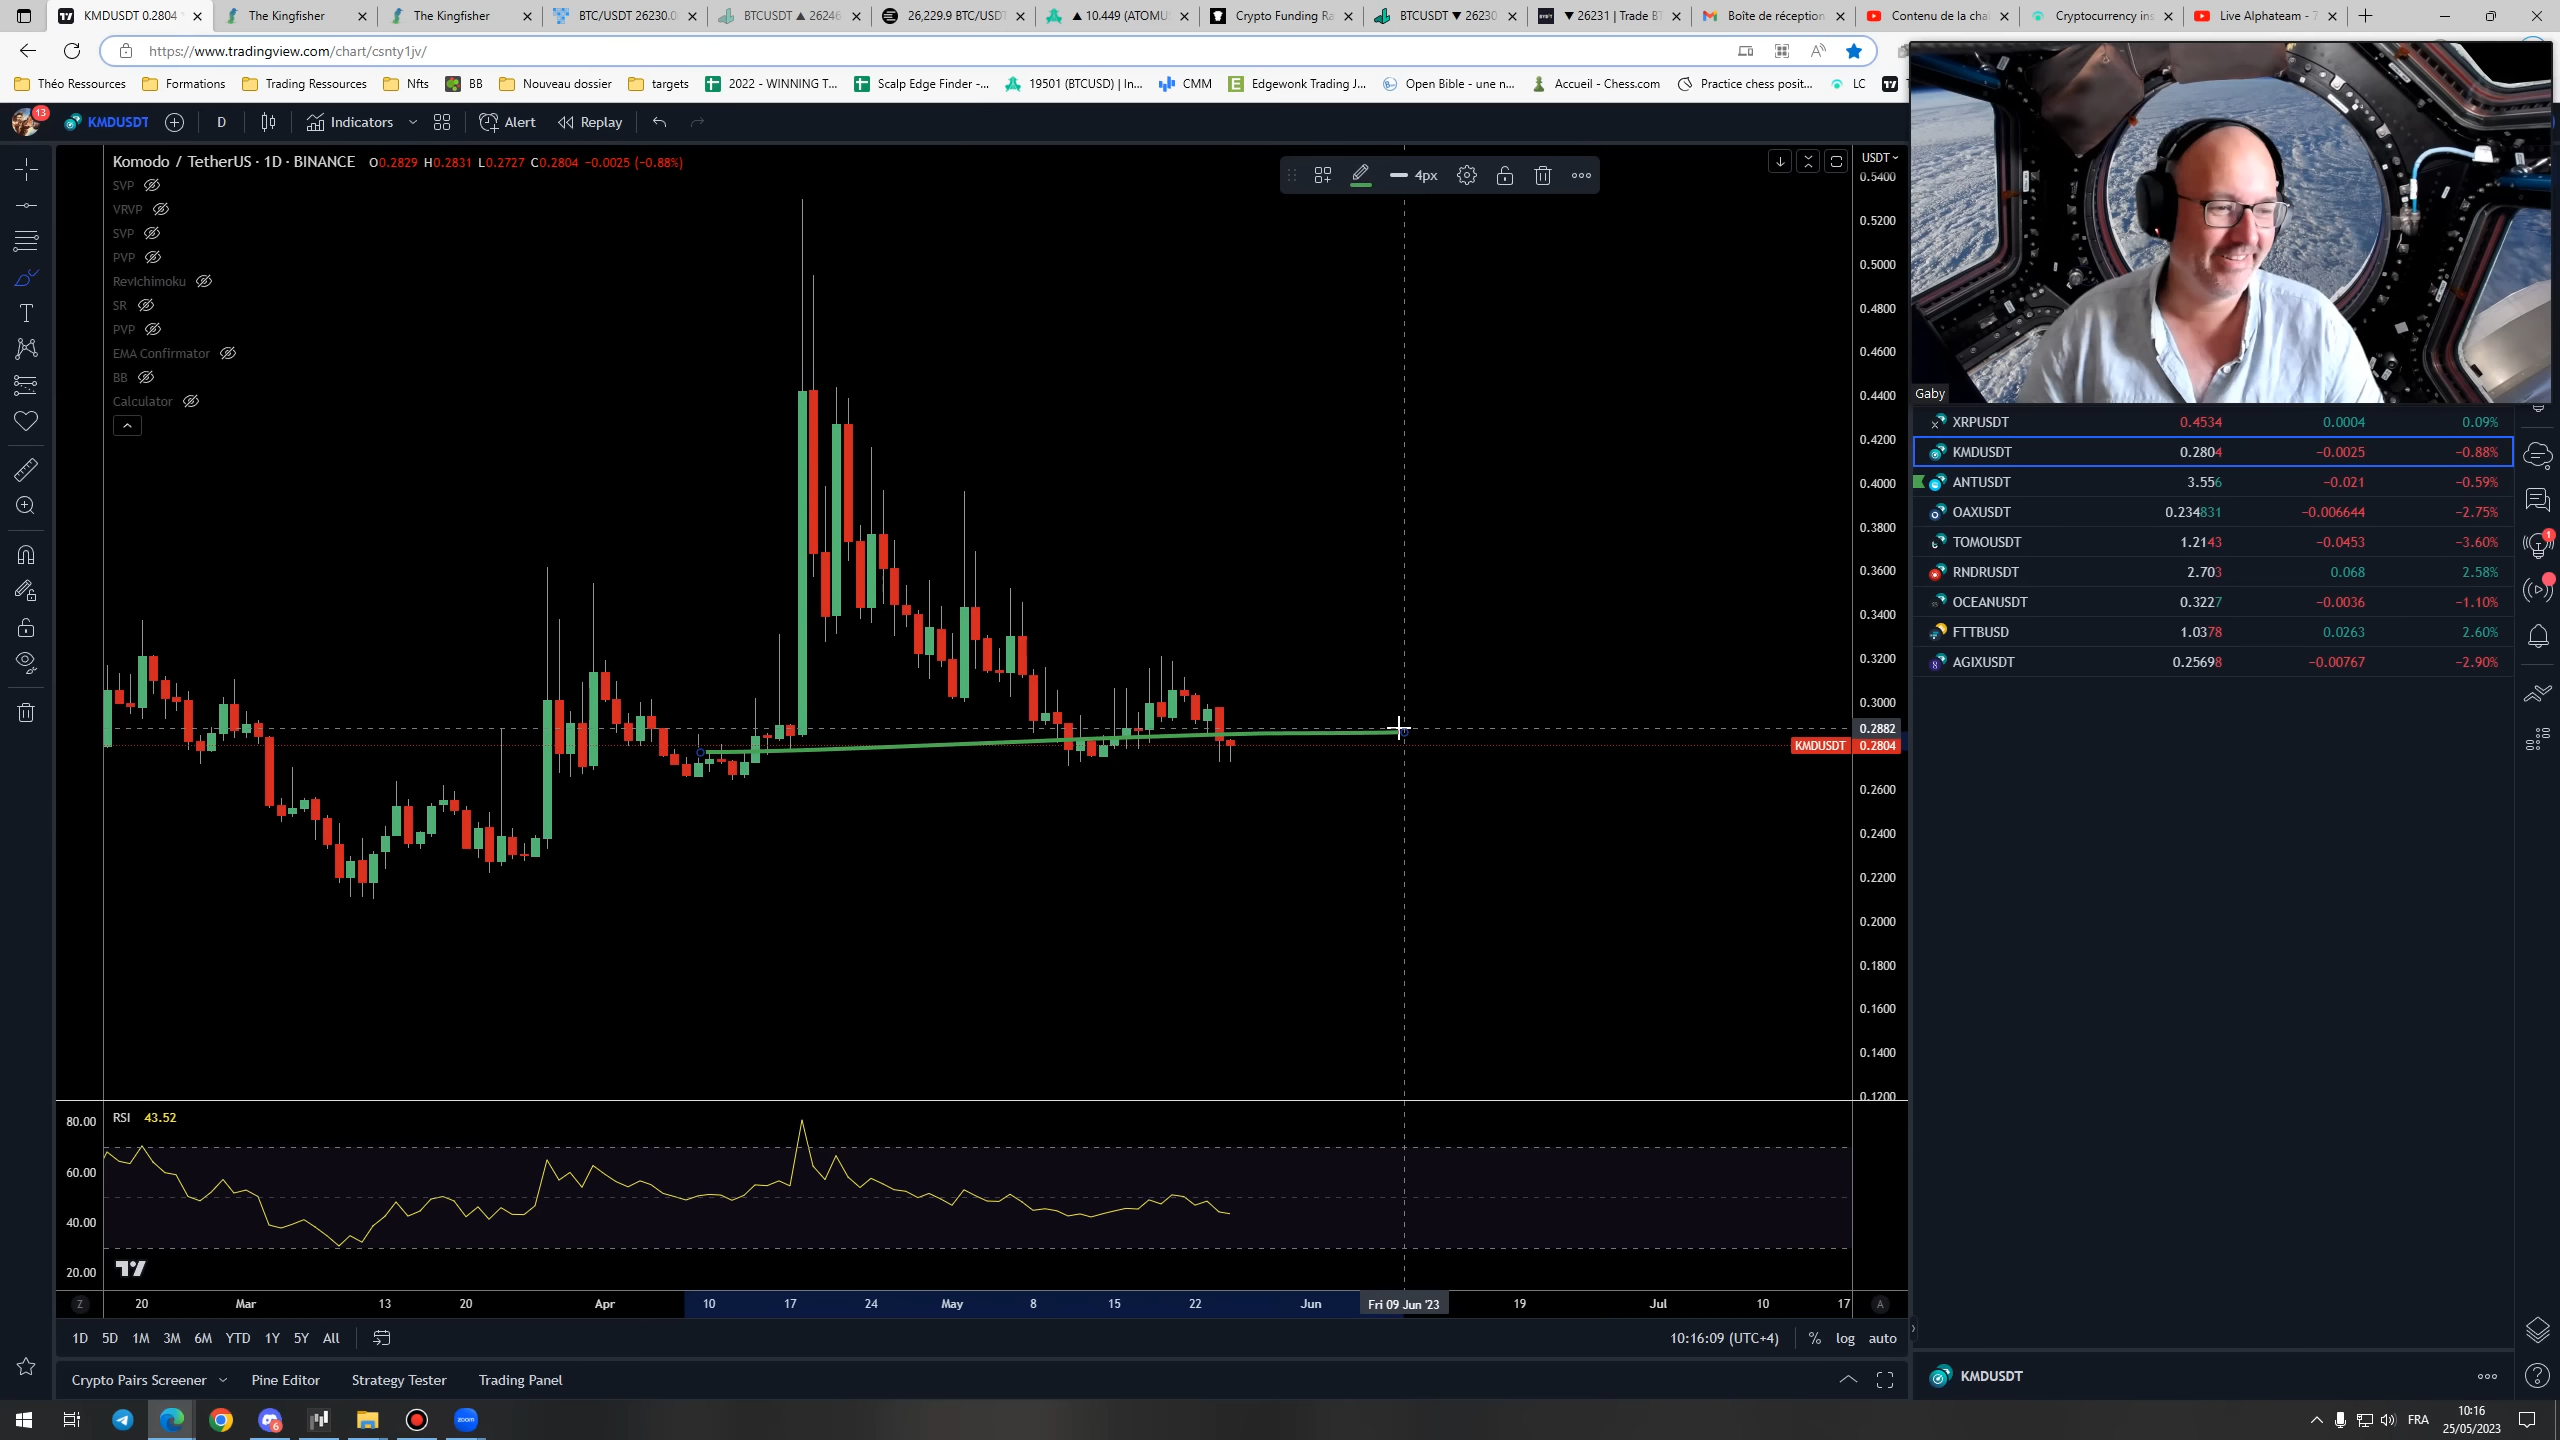 KMDUSDT 0.2804
The Kingfisher
The Kingfisher
BTC/USDT 26230.0
BTCUSDT ▲ 26246
26,229.9 BTC/USDT
▲ 10.449 (ATOMU
Crypto Funding Ra
BTCUSDT ▼ 26230
▼ 26231 | Trade BT
Boîte de réception
Contenu de la chaî
Cryptocurrency ins
Live Alphateam - 7
https://www.tradingview.com/chart/csnty1jv/
Théo Ressources
Formations
Trading Ressources
Nfts
BB
Nouveau dossier
targets
2022 - WINNING T...
Scalp Edge Finder -...
19501 (BTCUSD) | In...
CMM
Edgewonk Trading J...
Open Bible - une n...
Accueil - Chess.com
Practice chess posit...
LC
13
KMDUSDT
D
Indicators
Alert
Replay
Komodo / TetherUS · 1D · BINANCE O0.2829 H0.2831 L0.2727 C0.2804 −0.0025 (−0.88%)
SVP
VRVP
SVP
PVP
RevIchimoku
SR
PVP
EMA Confirmator
BB
Calculator
4px
USDT
0.5400
0.5200
0.5000
0.4800
0.4600
0.4400
0.4200
0.4000
0.3800
0.3600
0.3400
0.3200
0.3000
0.2882
KMDUSDT 0.2804
0.2600
0.2400
0.2200
0.2000
0.1800
0.1600
0.1400
0.1200
Gaby
XRPUSDT 0.4534 0.0004 0.09%
KMDUSDT 0.2804 −0.0025 −0.88%
ANTUSDT 3.556 −0.021 −0.59%
OAXUSDT 0.234831 −0.006644 −2.75%
TOMOUSDT 1.2143 −0.0453 −3.60%
RNDRUSDT 2.703 0.068 2.58%
OCEANUSDT 0.3227 −0.0036 −1.10%
FTTBUSD 1.0378 0.0263 2.60%
AGIXUSDT 0.25698 −0.00767 −2.90%
1
RSI 43.52
80.00
60.00
40.00
20.00
Z
20 Mar 13 20 Apr 10 17 24 May 8 15 22 Jun Fri 09 Jun '23 19 Jul 10 17
A
1D 5D 1M 3M 6M YTD 1Y 5Y All
10:16:09 (UTC+4) % log auto
Crypto Pairs Screener Pine Editor Strategy Tester Trading Panel
KMDUSDT
6
zoom
FRA
10:16
25/05/2023